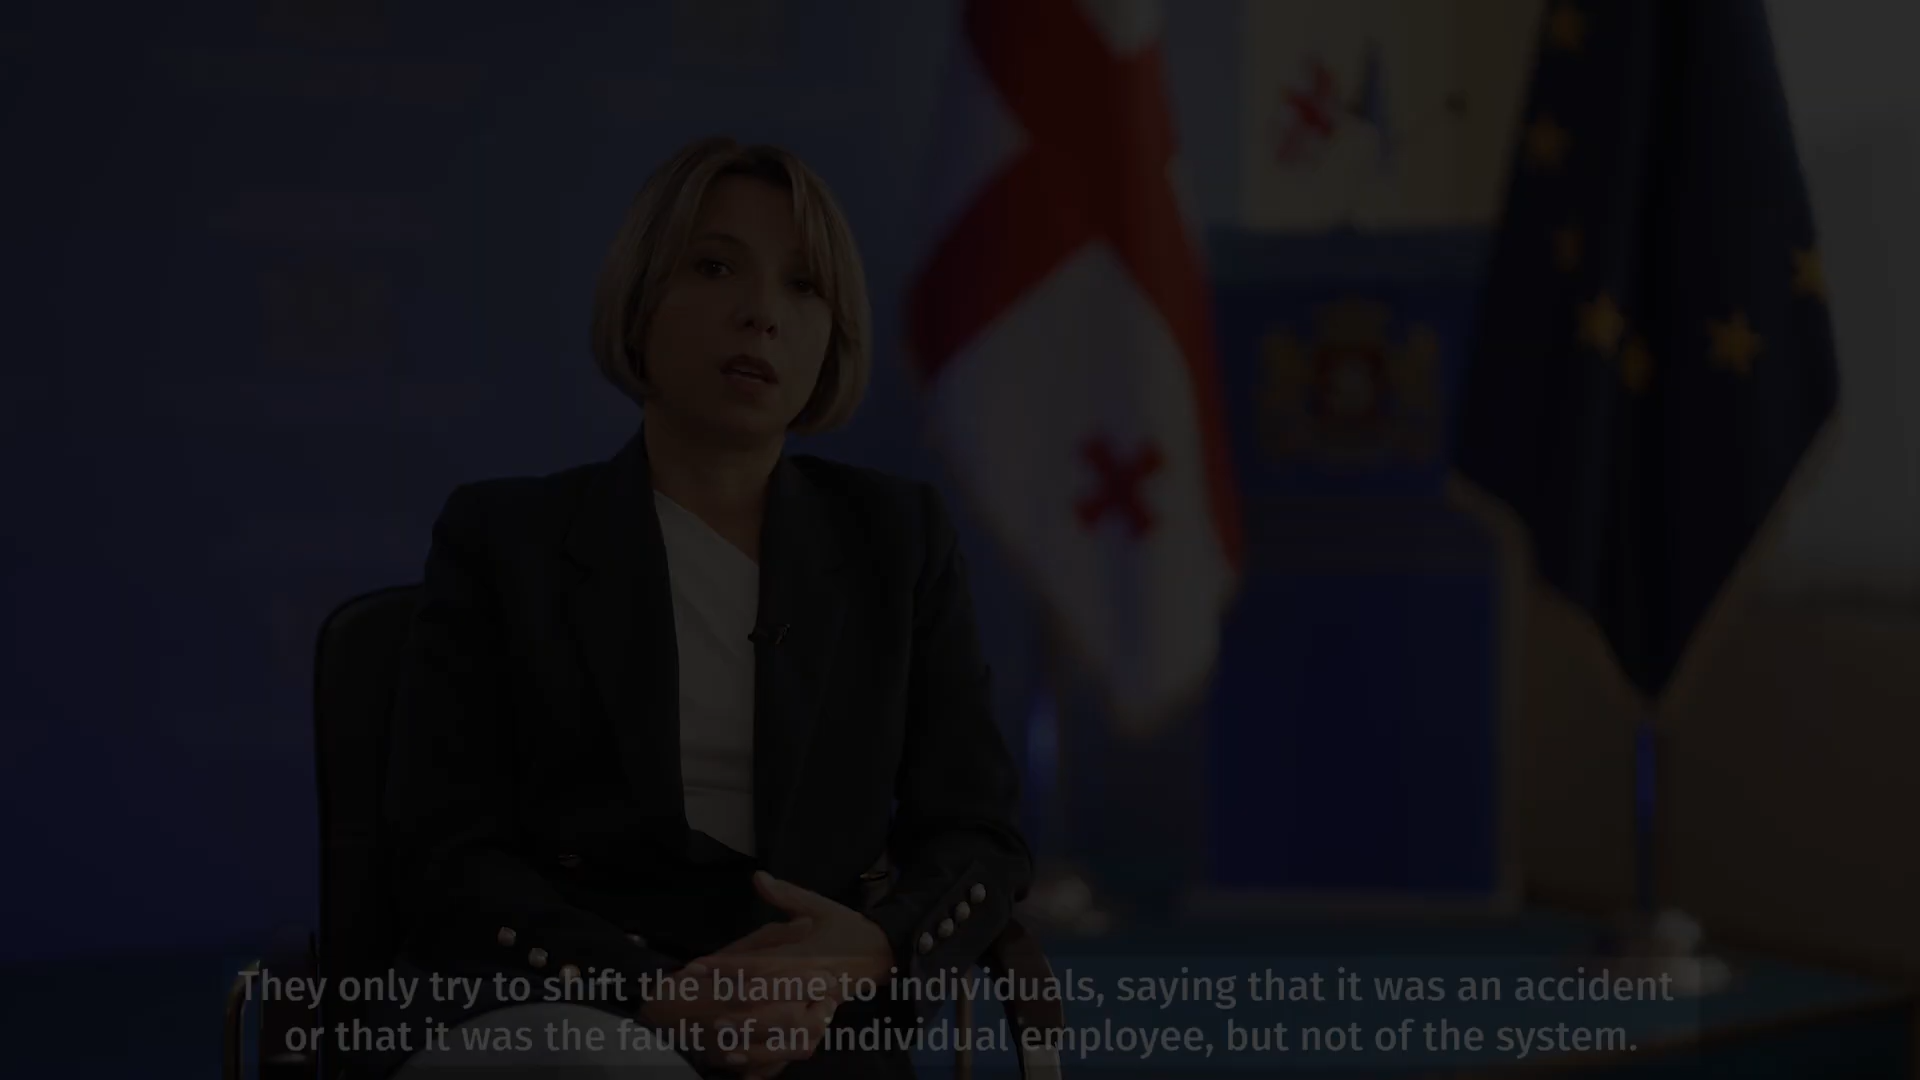 They only try to shift the blame to individuals, saying that it was an accident
or that it was the fault of an individual employee, but not of the system.